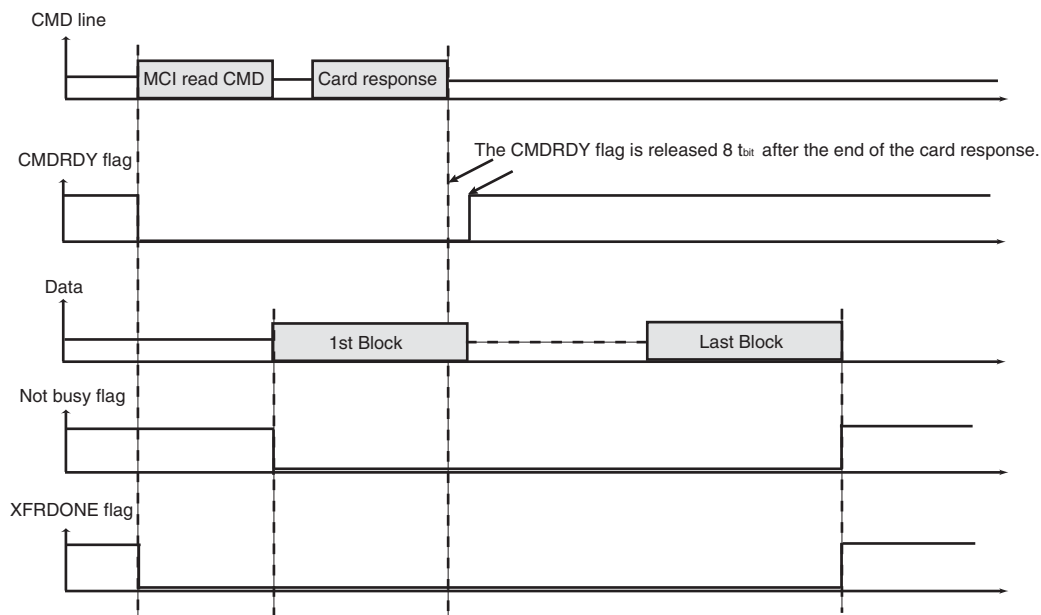 CMD line
MCI read CMD
Card response
CMDRDY flag
The CMDRDY flag is released 8 tbit after the end of the card response.
Data
1st Block
Last Block
Not busy flag
XFRDONE flag